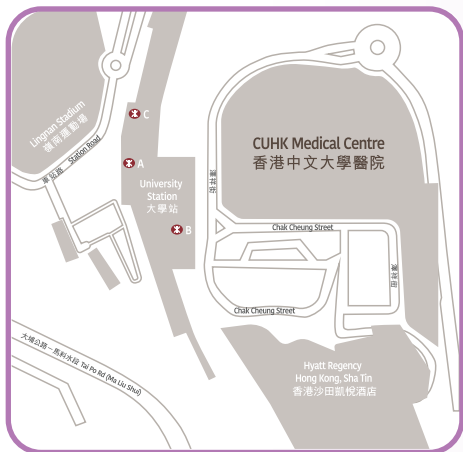 Lingnan Stadium
嶺南運動場
車站路 Station Road
C
A
University
Station
大學站
B
CUHK Medical Centre
香港中文大學醫院
澤祥街
Chak Cheung Street
澤祥街
Chak Cheung Street
大埔公路－馬料水段 Tai Po Rd (Ma Liu Shui)
Hyatt Regency
Hong Kong, Sha Tin
香港沙田凱悅酒店